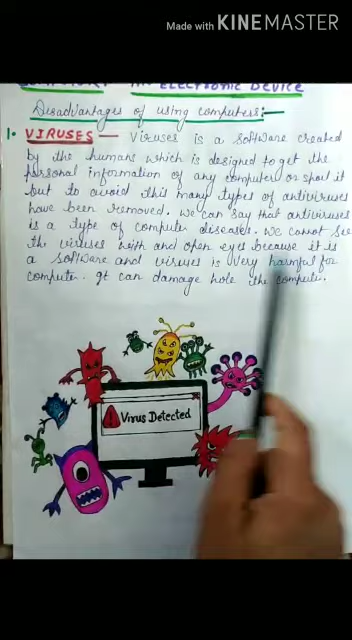 Made with KINEMASTER
AN ELECTRONIC DEVICE
Disadvantages of using computers:—
1. VIRUSES — Viruses is a software created
by the humans which is designed to get the
personal information of any computer or spoil it
but to avoid this many types of antiviruses
have been removed. We can say that antiviruses
is a type of computer diseases. We cannot see
the viruses with and open eyes because it is
a software and viruses is very harmful for
computer. It can damage hole the computer.
Virus Detected